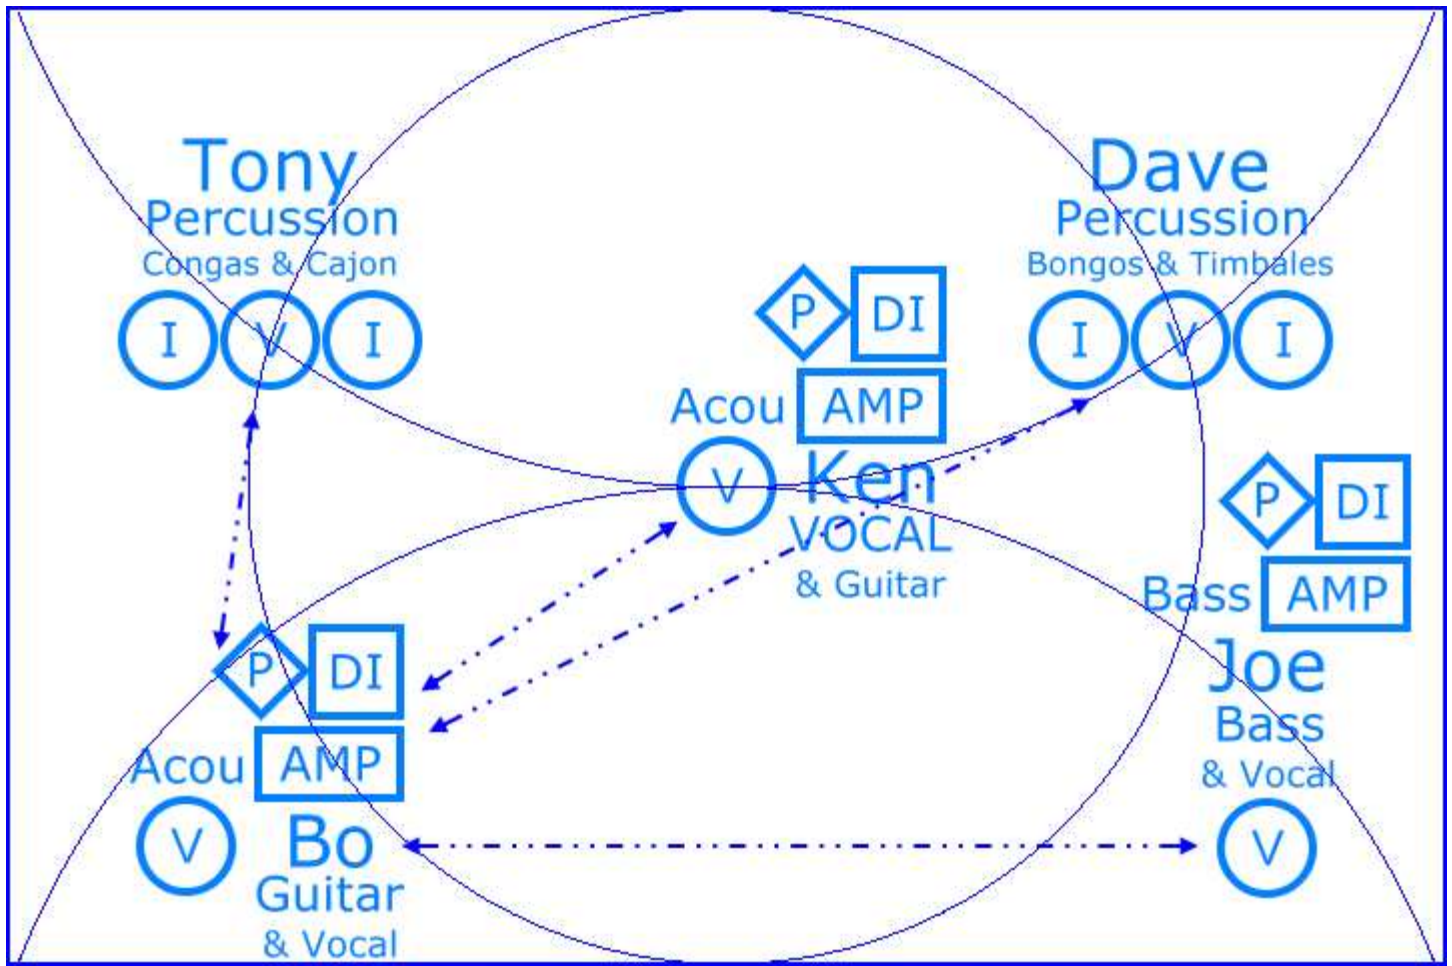 Tony
Percussion
Congas & Cajon
I V I
Dave
Percussion
Bongos & Timbales
I V I
P DI
Acou AMP
V Ken
VOCAL
& Guitar
P DI
Bass AMP
Joe
Bass
& Vocal
V
P DI
Acou AMP
V Bo
Guitar
& Vocal